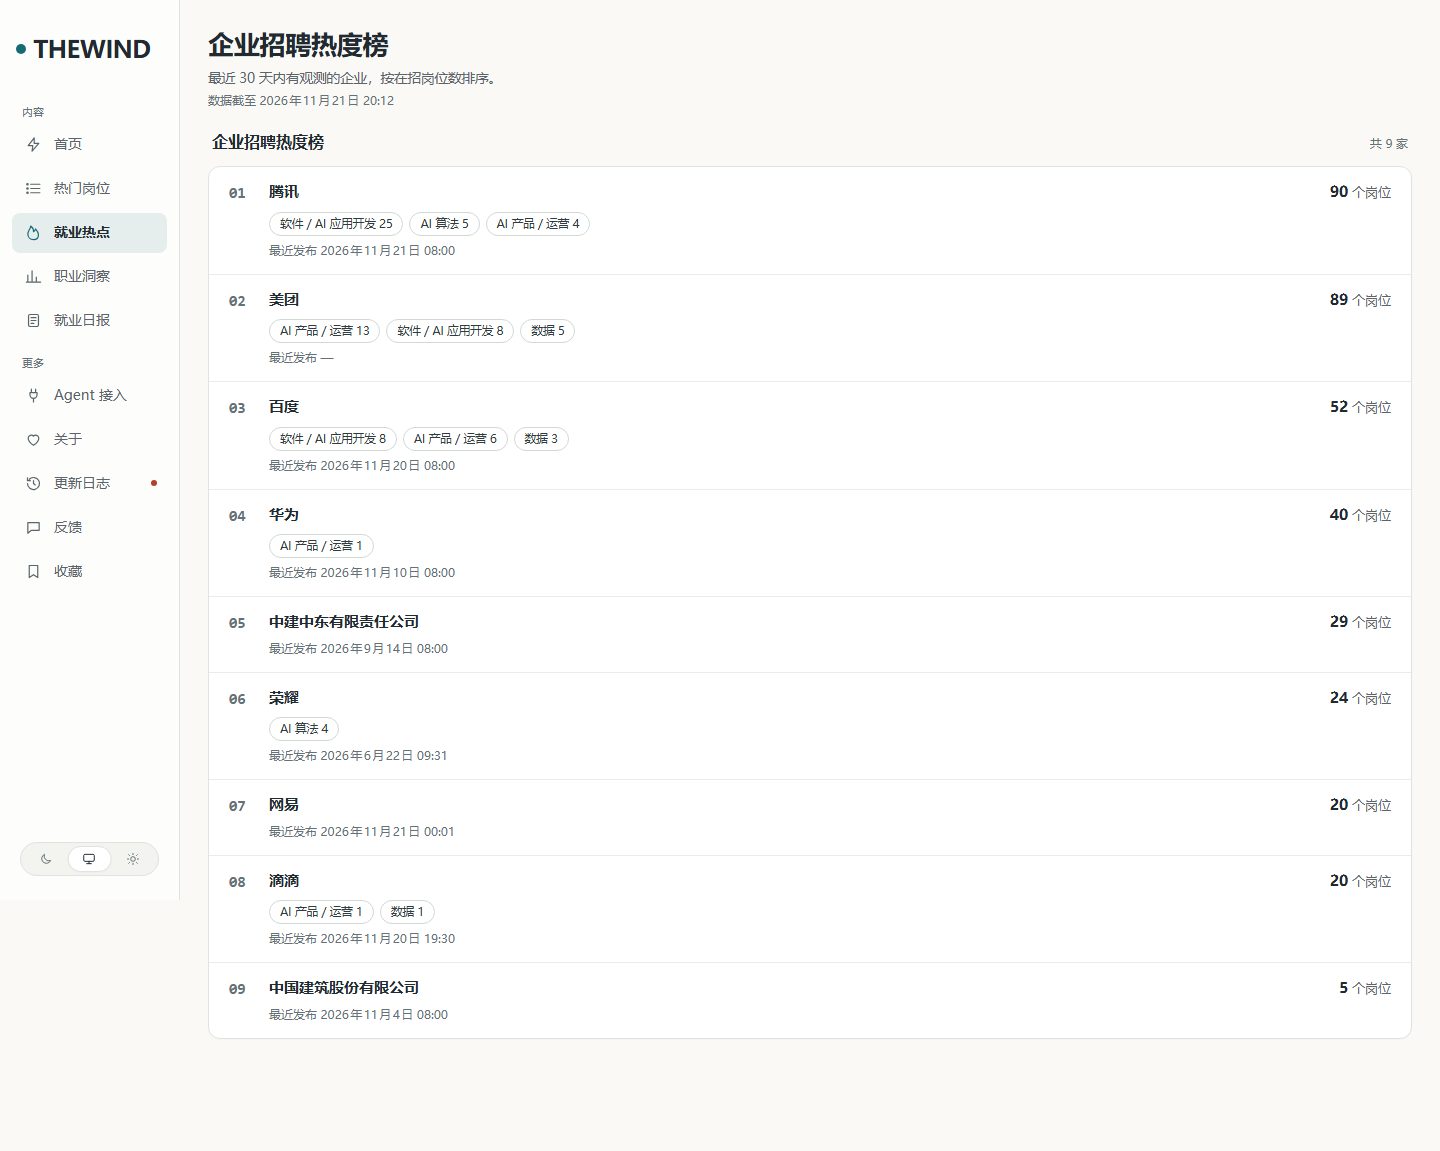 THEWIND
内容
首页
热门岗位
就业热点
职业洞察
就业日报
更多
Agent 接入
关于
更新日志
反馈
收藏
企业招聘热度榜
最近 30 天内有观测的企业，按在招岗位数排序。
数据截至 2026年11月21日 20:12
企业招聘热度榜 共 9 家
01 腾讯 90 个岗位
软件 / AI 应用开发 25 AI 算法 5 AI 产品 / 运营 4
最近发布 2026年11月21日 08:00
02 美团 89 个岗位
AI 产品 / 运营 13 软件 / AI 应用开发 8 数据 5
最近发布 —
03 百度 52 个岗位
软件 / AI 应用开发 8 AI 产品 / 运营 6 数据 3
最近发布 2026年11月20日 08:00
04 华为 40 个岗位
AI 产品 / 运营 1
最近发布 2026年11月10日 08:00
05 中建中东有限责任公司 29 个岗位
最近发布 2026年9月14日 08:00
06 荣耀 24 个岗位
AI 算法 4
最近发布 2026年6月22日 09:31
07 网易 20 个岗位
最近发布 2026年11月21日 00:01
08 滴滴 20 个岗位
AI 产品 / 运营 1 数据 1
最近发布 2026年11月20日 19:30
09 中国建筑股份有限公司 5 个岗位
最近发布 2026年11月4日 08:00